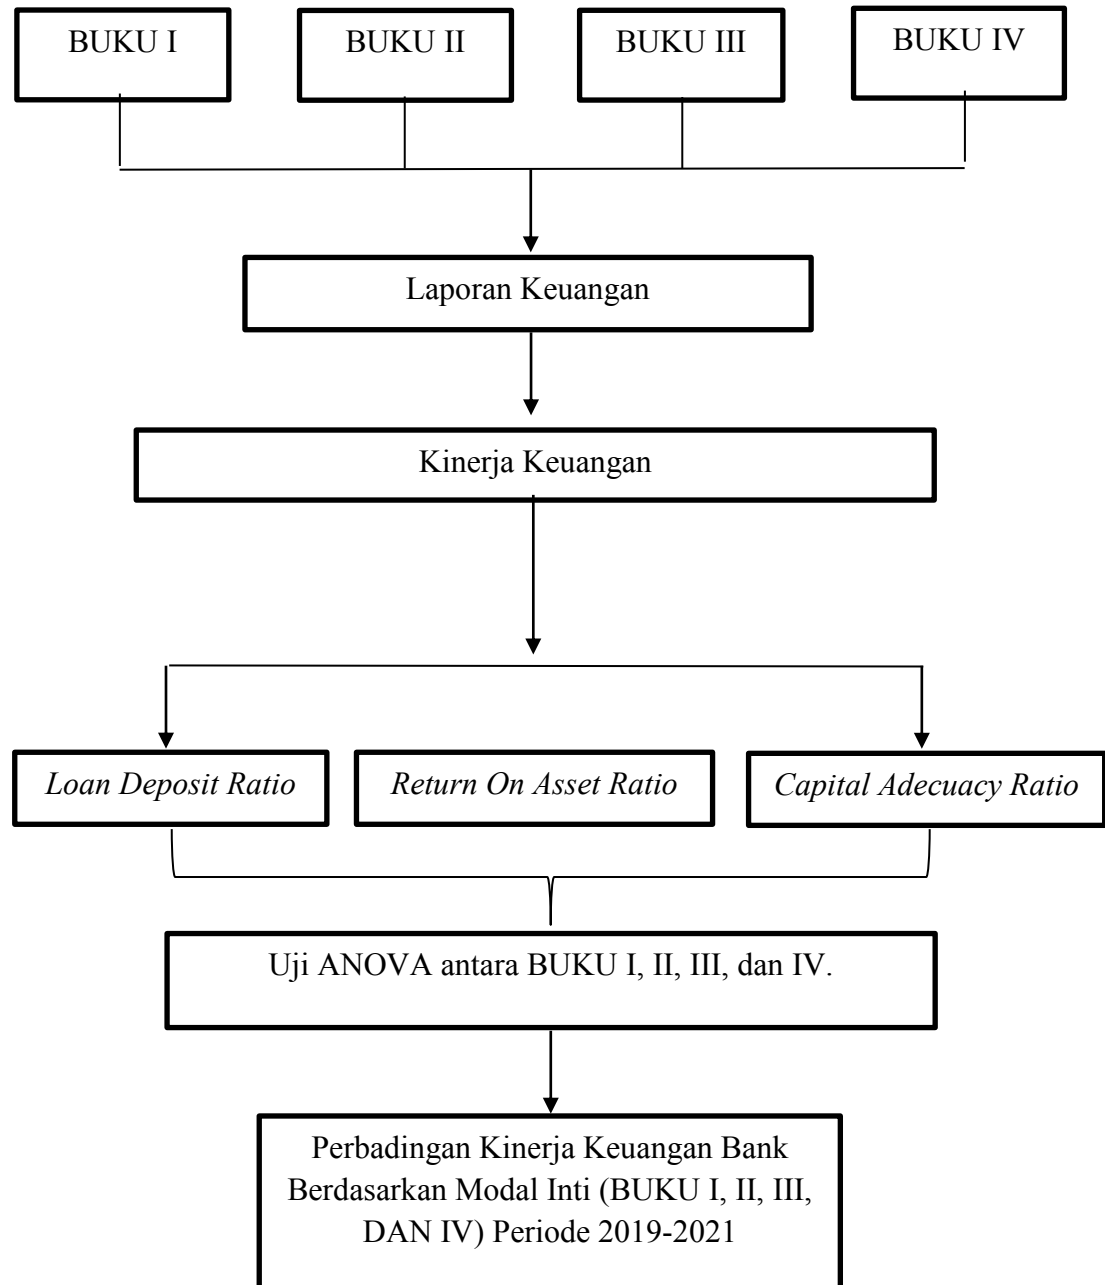 BUKU I
BUKU II
BUKU III
BUKU IV
Laporan Keuangan
Kinerja Keuangan
Loan Deposit Ratio
Return On Asset Ratio
Capital Adecuacy Ratio
Uji ANOVA antara BUKU I, II, III, dan IV.
Perbadingan Kinerja Keuangan Bank
Berdasarkan Modal Inti (BUKU I, II, III,
DAN IV) Periode 2019-2021